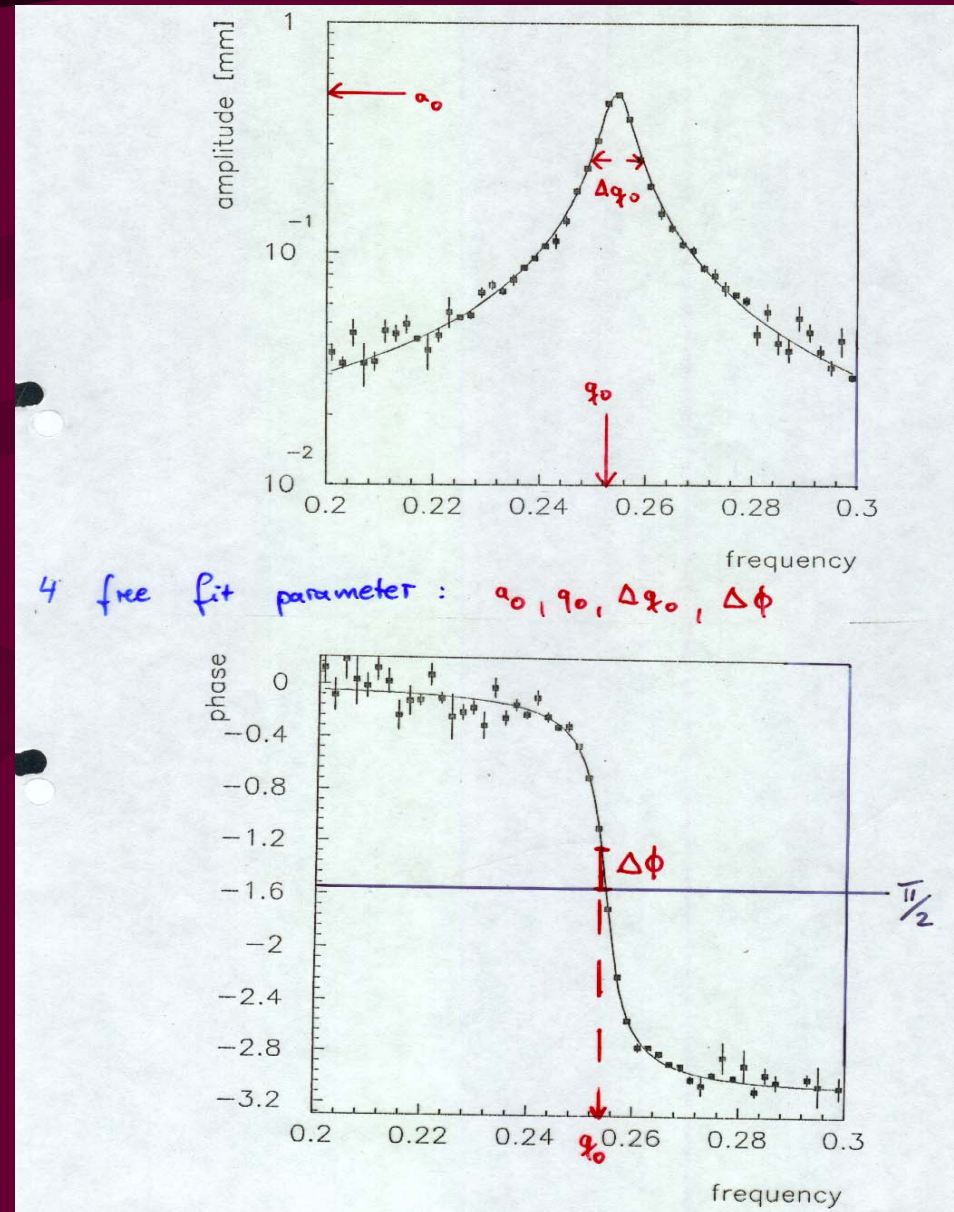 amplitude [mm]
1
a₀
Δq₀
10⁻¹
q₀
10⁻²
0.2 0.22 0.24 0.26 0.28 0.3
frequency
4 free fit parameter : a₀, q₀, Δq₀, Δϕ
phase
0
−0.4
−0.8
−1.2
Δϕ
−1.6
π/2
−2
−2.4
−2.8
−3.2
0.2 0.22 0.24 0.26 0.28 0.3
q₀
frequency